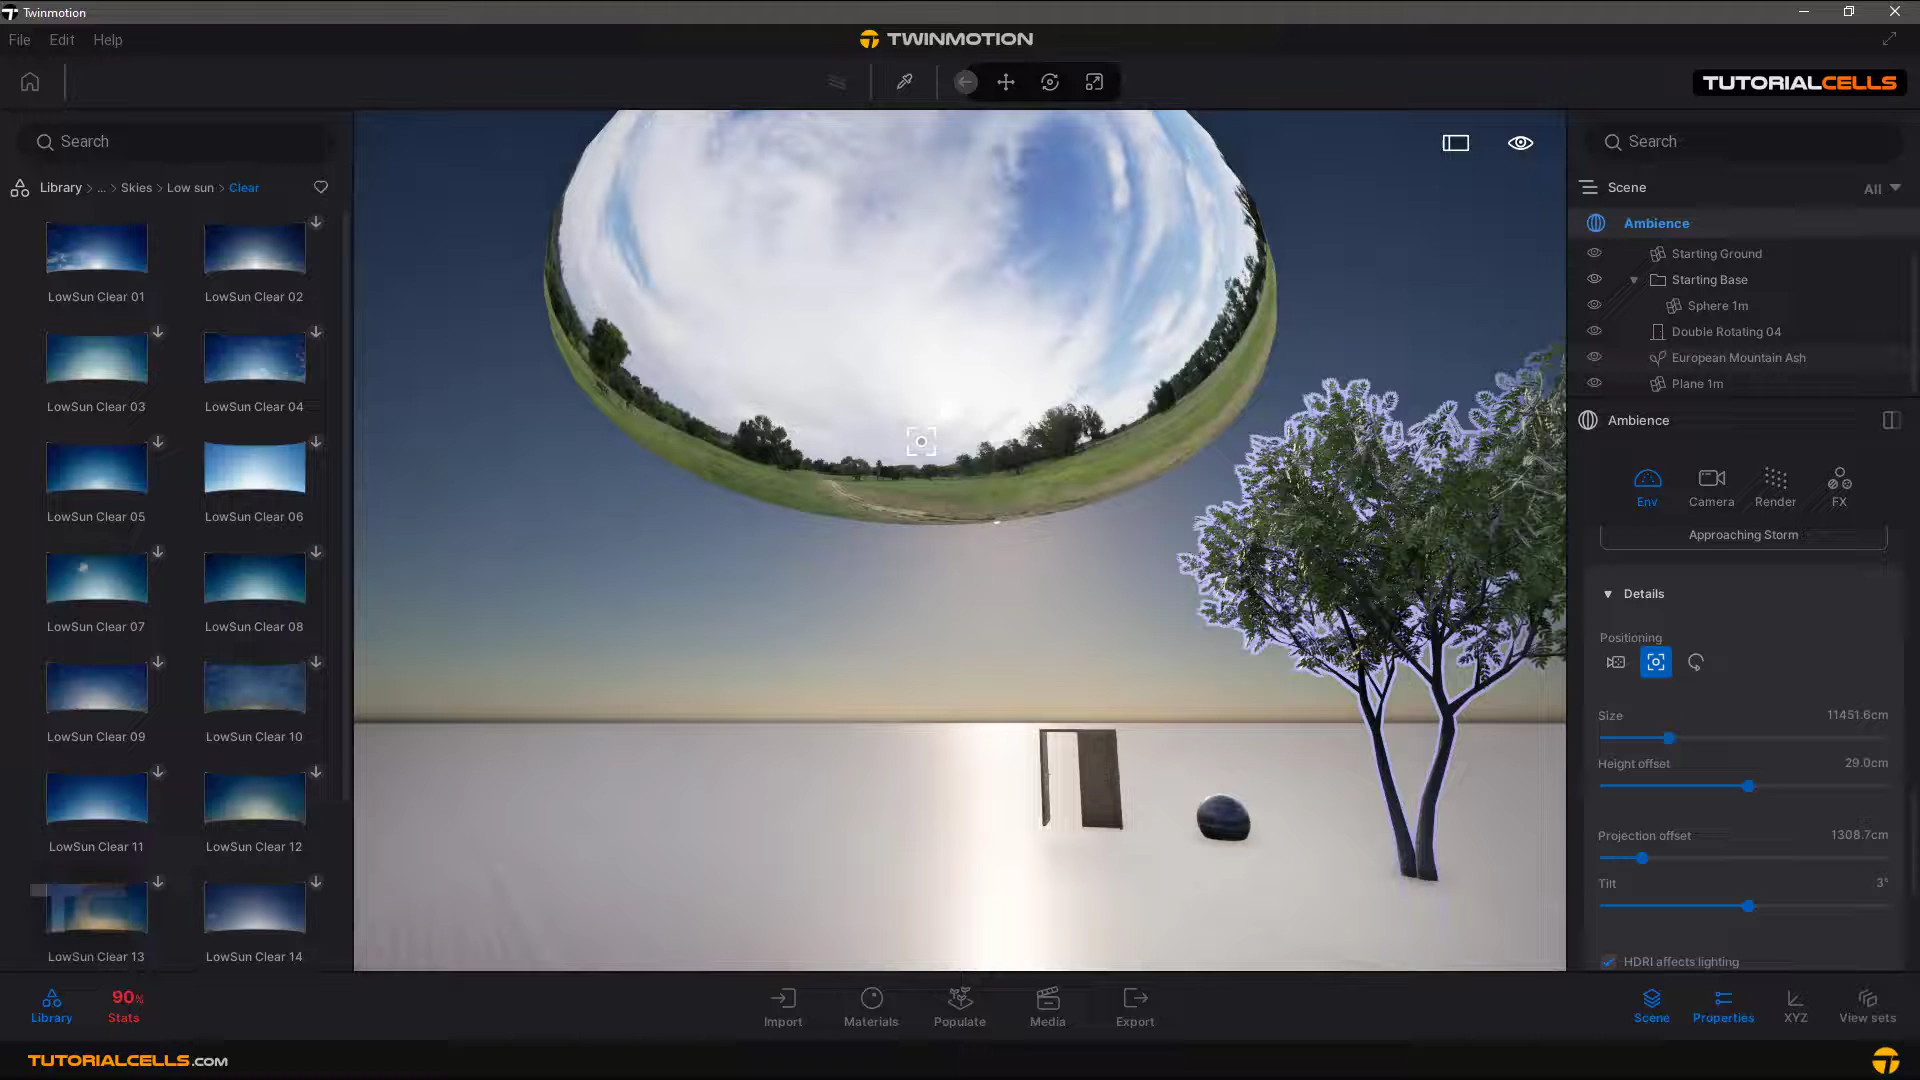 Twinmotion
File Edit Help
TWINMOTION
TUTORIALCELLS
Search
Library > ... > Skies > Low sun > Clear
LowSun Clear 01
LowSun Clear 02
LowSun Clear 03
LowSun Clear 04
LowSun Clear 05
LowSun Clear 06
LowSun Clear 07
LowSun Clear 08
LowSun Clear 09
LowSun Clear 10
LowSun Clear 11
LowSun Clear 12
LowSun Clear 13
LowSun Clear 14
Search
Scene All
Ambience
Starting Ground
Starting Base
Sphere 1m
Double Rotating 04
European Mountain Ash
Plane 1m
Ambience
Env Camera Render FX
Approaching Storm
Details
Positioning
Size 11451.6cm
Height offset 29.0cm
Projection offset 1308.7cm
Tilt 3°
HDRI affects lighting
90%
Library Stats
Import Materials Populate Media Export
Scene Properties XYZ View sets
TUTORIALCELLS.COM